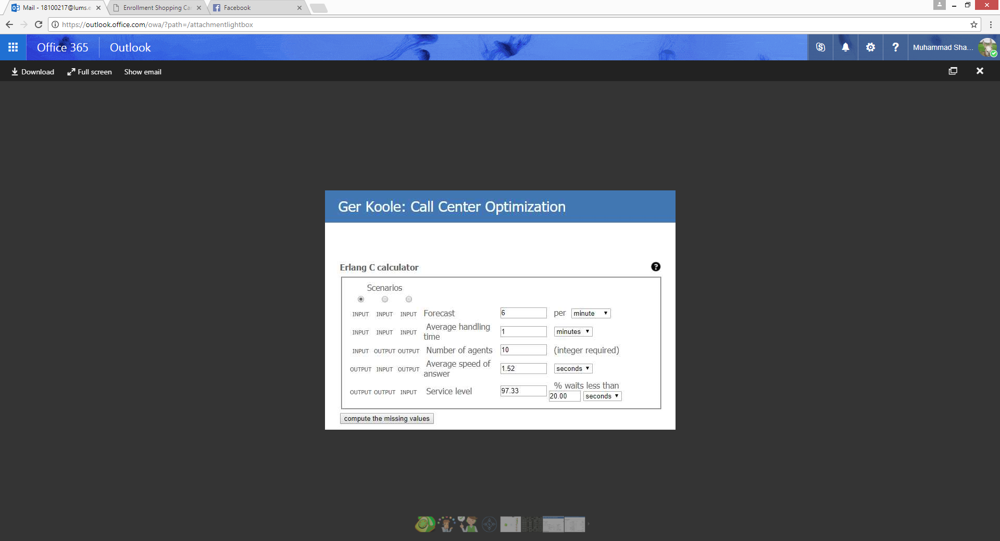 Mail - 18100217@lums.e
Enrollment Shopping Ca
Facebook
https://outlook.office.com/owa/?path=/attachmentlightbox
Office 365
Outlook
Muhammad Sha...
Download
Full screen
Show email
Ger Koole: Call Center Optimization
Erlang C calculator
Scenarios
INPUT INPUT INPUT Forecast 6 per minute
INPUT INPUT INPUT Average handling time 1 minutes
INPUT OUTPUT OUTPUT Number of agents 10 (integer required)
OUTPUT INPUT OUTPUT Average speed of answer 1.52 seconds
OUTPUT OUTPUT INPUT Service level 97.33 % waits less than
20.00 seconds
compute the missing values